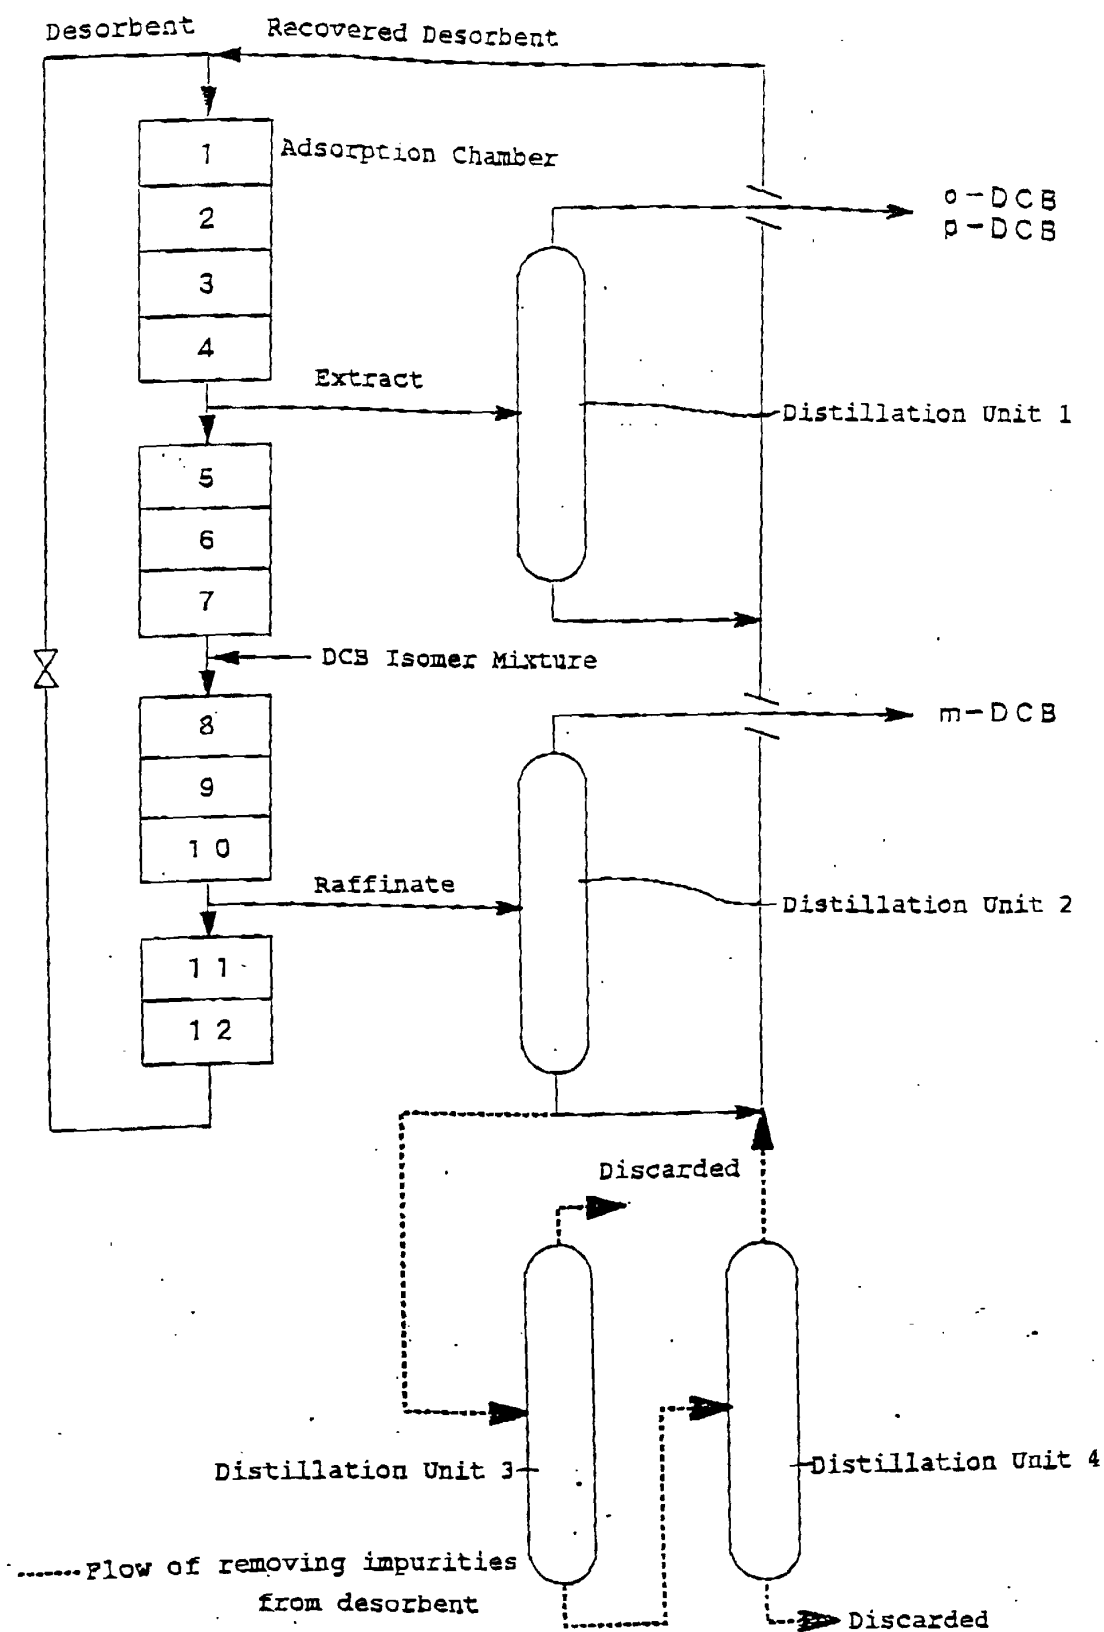 Desorbent
Recovered Desorbent
1
Adsorption Chamber
2
3
4
o-DCB
p-DCB
Extract
Distillation Unit 1
5
6
7
DCB Isomer Mixture
8
9
10
m-DCB
Raffinate
Distillation Unit 2
11
12
Discarded
Distillation Unit 3
Distillation Unit 4
Flow of removing impurities
from desorbent
Discarded